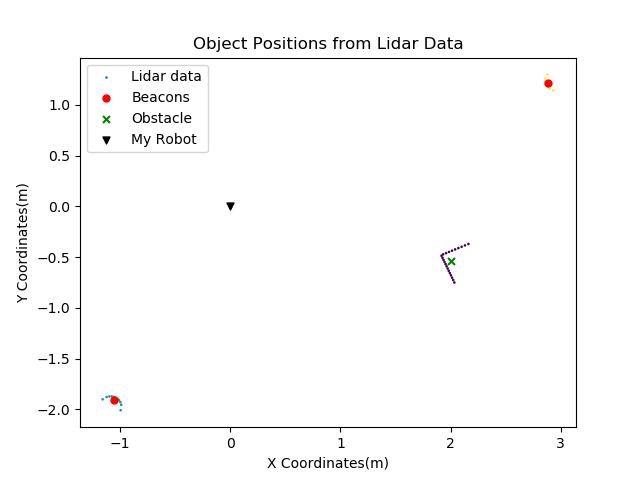 Object Positions from Lidar Data
Lidar data
Beacons
Obstacle
My Robot
1.0
0.5
0.0
−0.5
−1.0
−1.5
−2.0
Y Coordinates(m)
−1 0 1 2 3
X Coordinates(m)